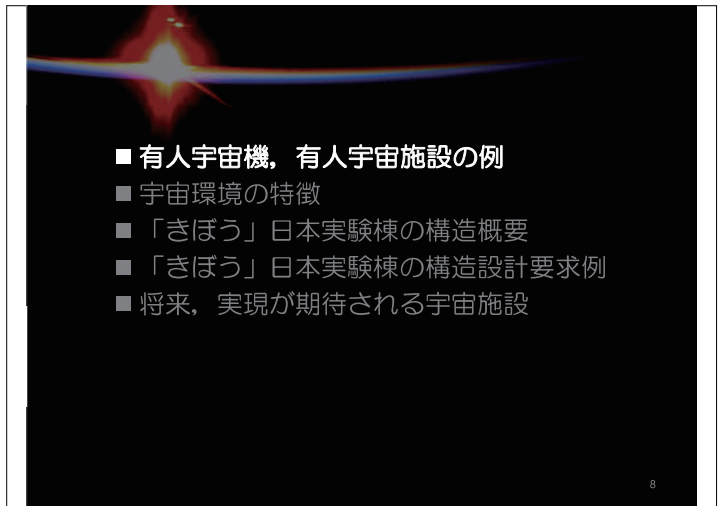 ■ 有人宇宙機，有人宇宙施設の例
■ 宇宙環境の特徴
■ 「きぼう」日本実験棟の構造概要
■ 「きぼう」日本実験棟の構造設計要求例
■ 将来，実現が期待される宇宙施設
8